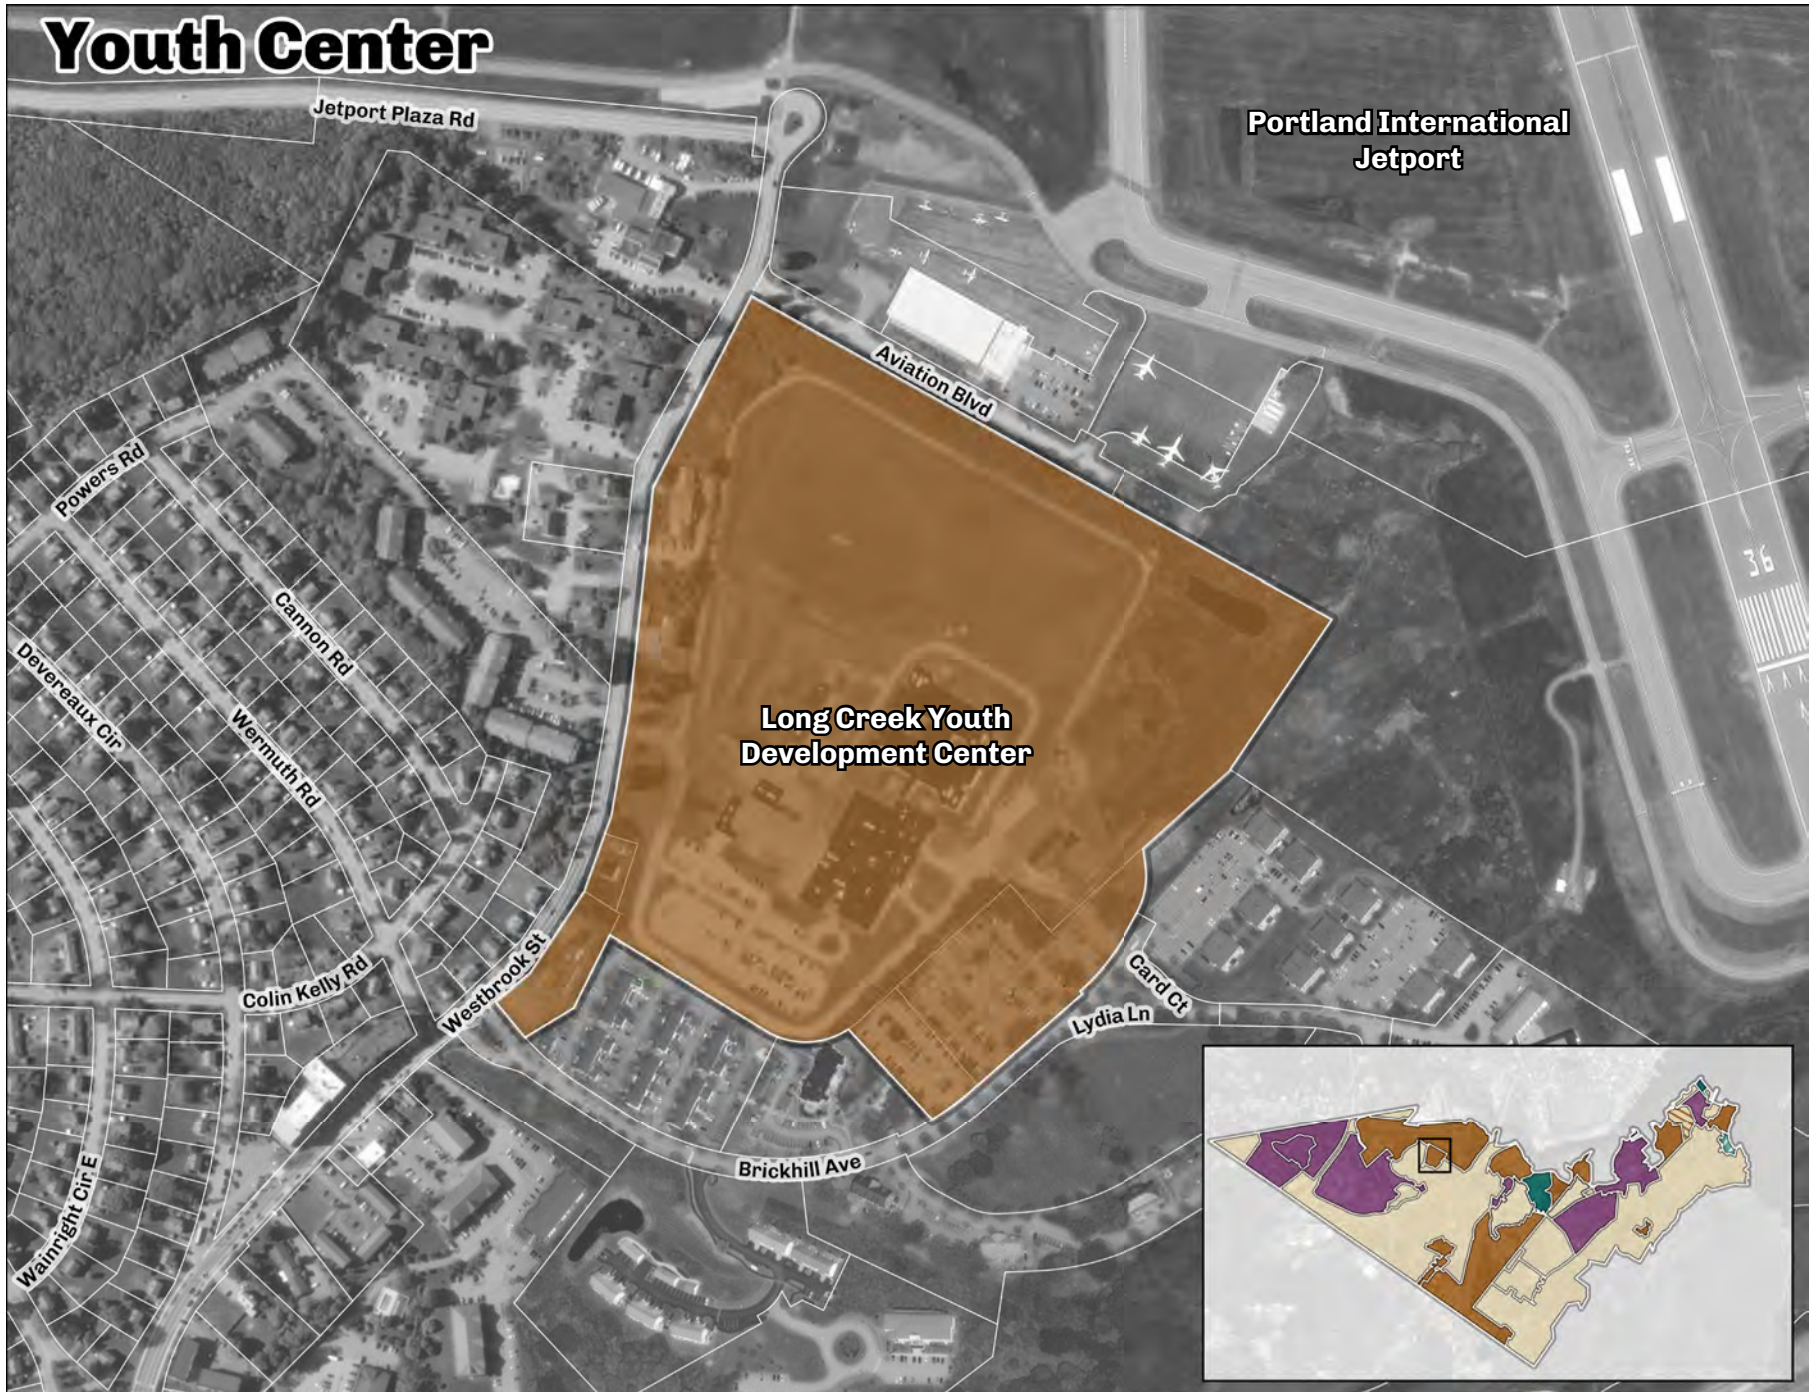 Youth Center
Jetport Plaza Rd
Portland International
Jetport
Aviation Blvd
Powers Rd
36
Cannon Rd
Devereaux Cir
Wermuth Rd
Long Creek Youth
Development Center
Westbrook St
Colin Kelly Rd
Card Ct
Lydia Ln
Brickhill Ave
Wainright Cir E